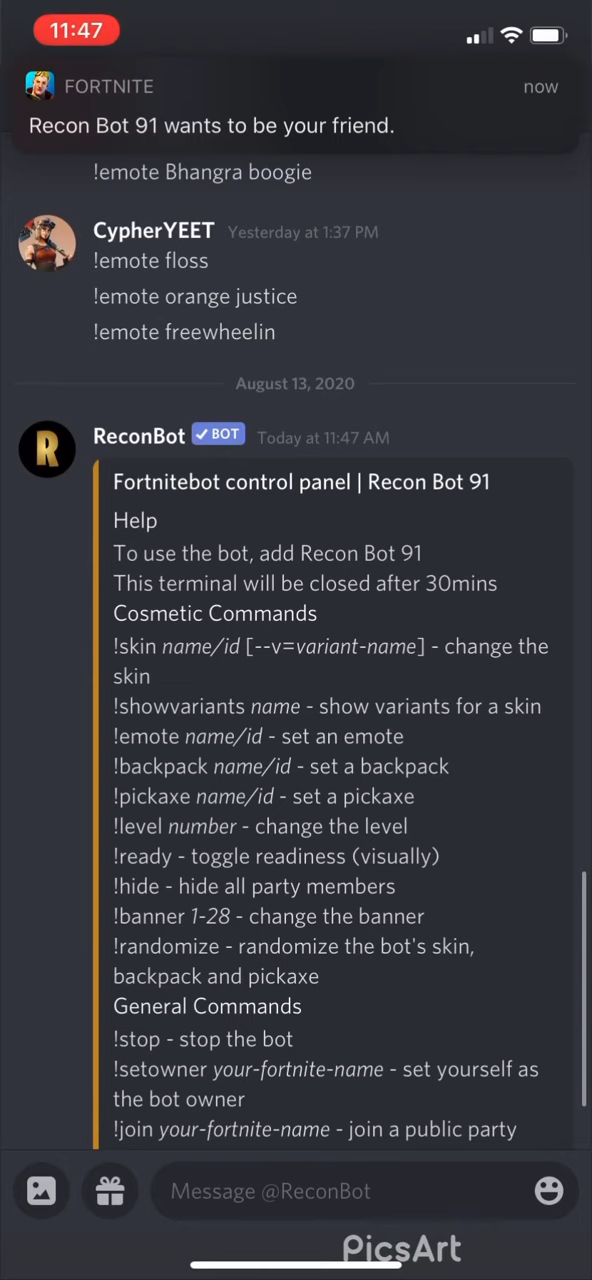 11:47
FORTNITE now
Recon Bot 91 wants to be your friend.
!emote Bhangra boogie
CypherYEET Yesterday at 1:37 PM
!emote floss
!emote orange justice
!emote freewheelin
August 13, 2020
R
ReconBot ✓ BOT Today at 11:47 AM
Fortnitebot control panel | Recon Bot 91
Help
To use the bot, add Recon Bot 91
This terminal will be closed after 30mins
Cosmetic Commands
!skin name/id [--v=variant-name] - change the
skin
!showvariants name - show variants for a skin
!emote name/id - set an emote
!backpack name/id - set a backpack
!pickaxe name/id - set a pickaxe
!level number - change the level
!ready - toggle readiness (visually)
!hide - hide all party members
!banner 1-28 - change the banner
!randomize - randomize the bot's skin,
backpack and pickaxe
General Commands
!stop - stop the bot
!setowner your-fortnite-name - set yourself as
the bot owner
!join your-fortnite-name - join a public party
Message @ReconBot
PicsArt